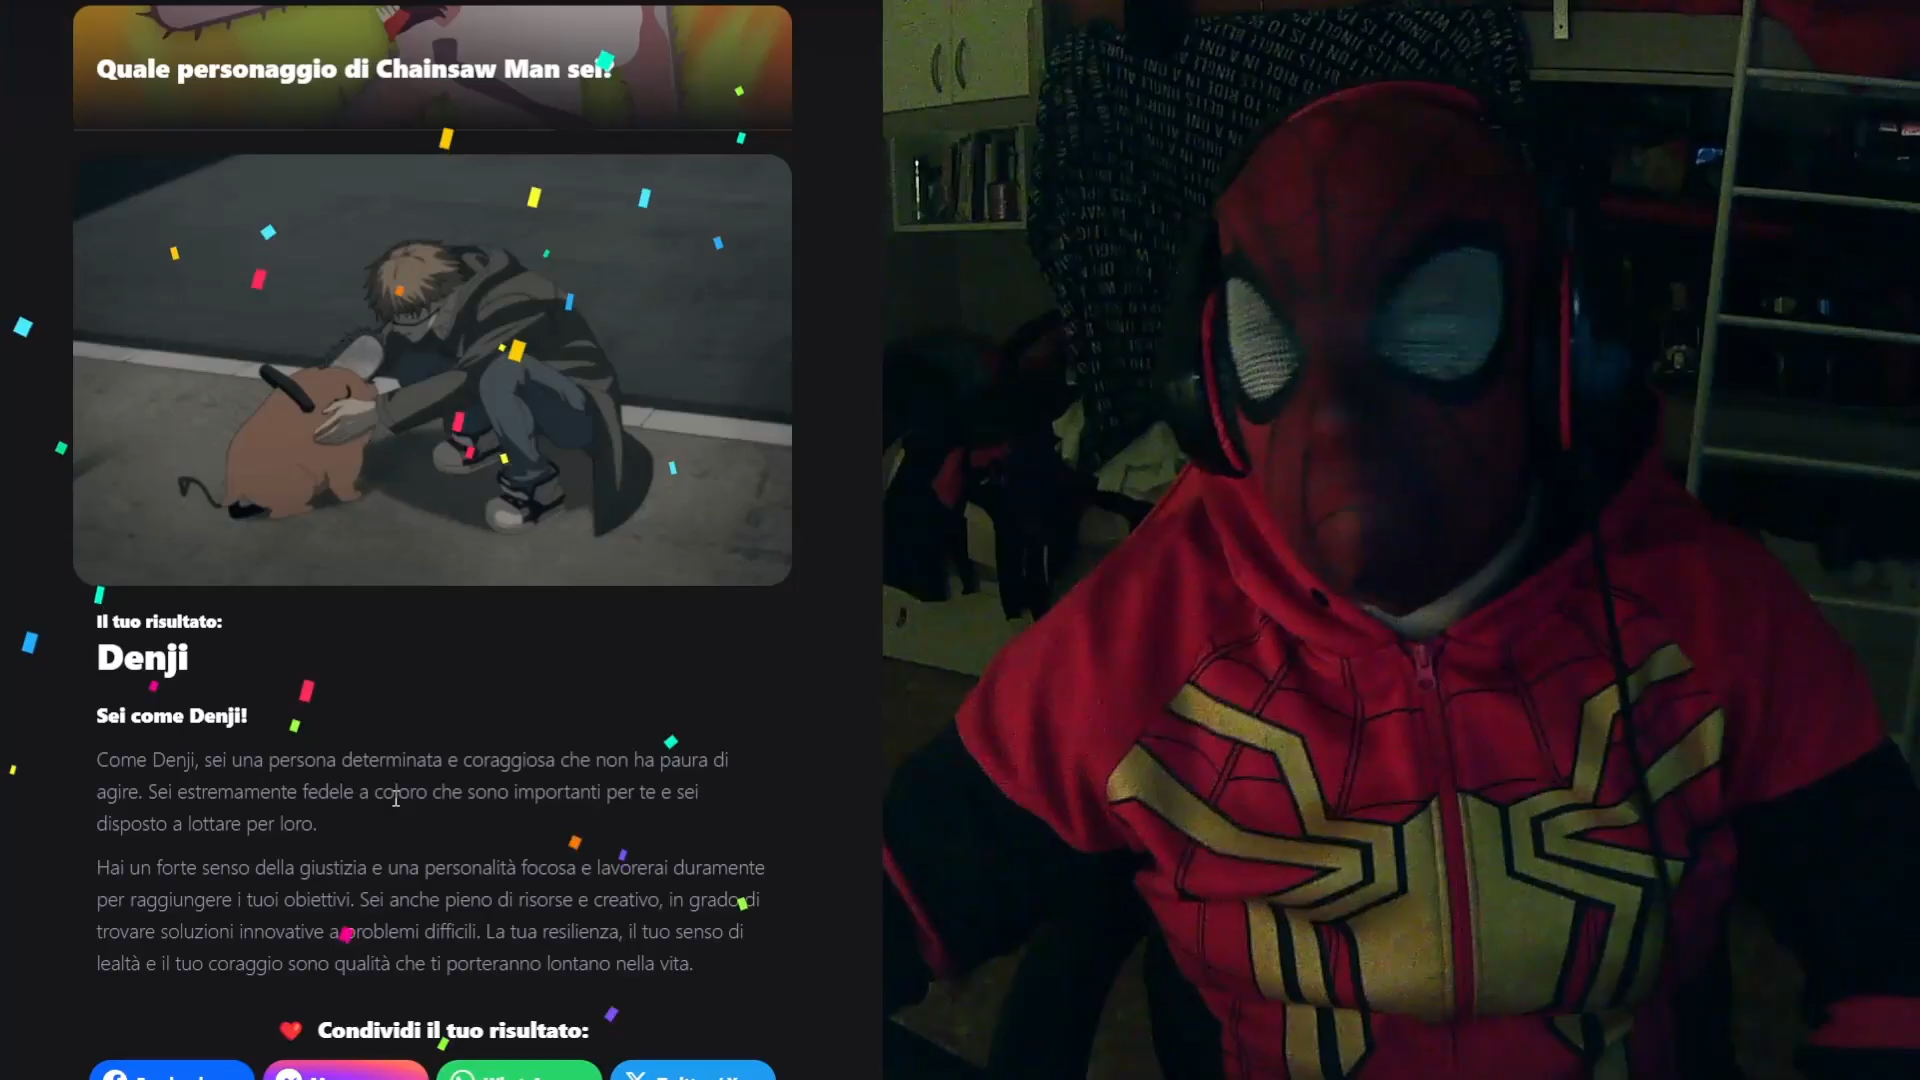 Quale personaggio di Chainsaw Man sei?
Il tuo risultato:
Denji
Sei come Denji!
Come Denji, sei una persona determinata e coraggiosa che non ha paura di
agire. Sei estremamente fedele a coloro che sono importanti per te e sei
disposto a lottare per loro.
Hai un forte senso della giustizia e una personalità focosa e lavorerai duramente
per raggiungere i tuoi obiettivi. Sei anche pieno di risorse e creativo, in grado di
trovare soluzioni innovative a problemi difficili. La tua resilienza, il tuo senso di
lealtà e il tuo coraggio sono qualità che ti porteranno lontano nella vita.
Condividi il tuo risultato: